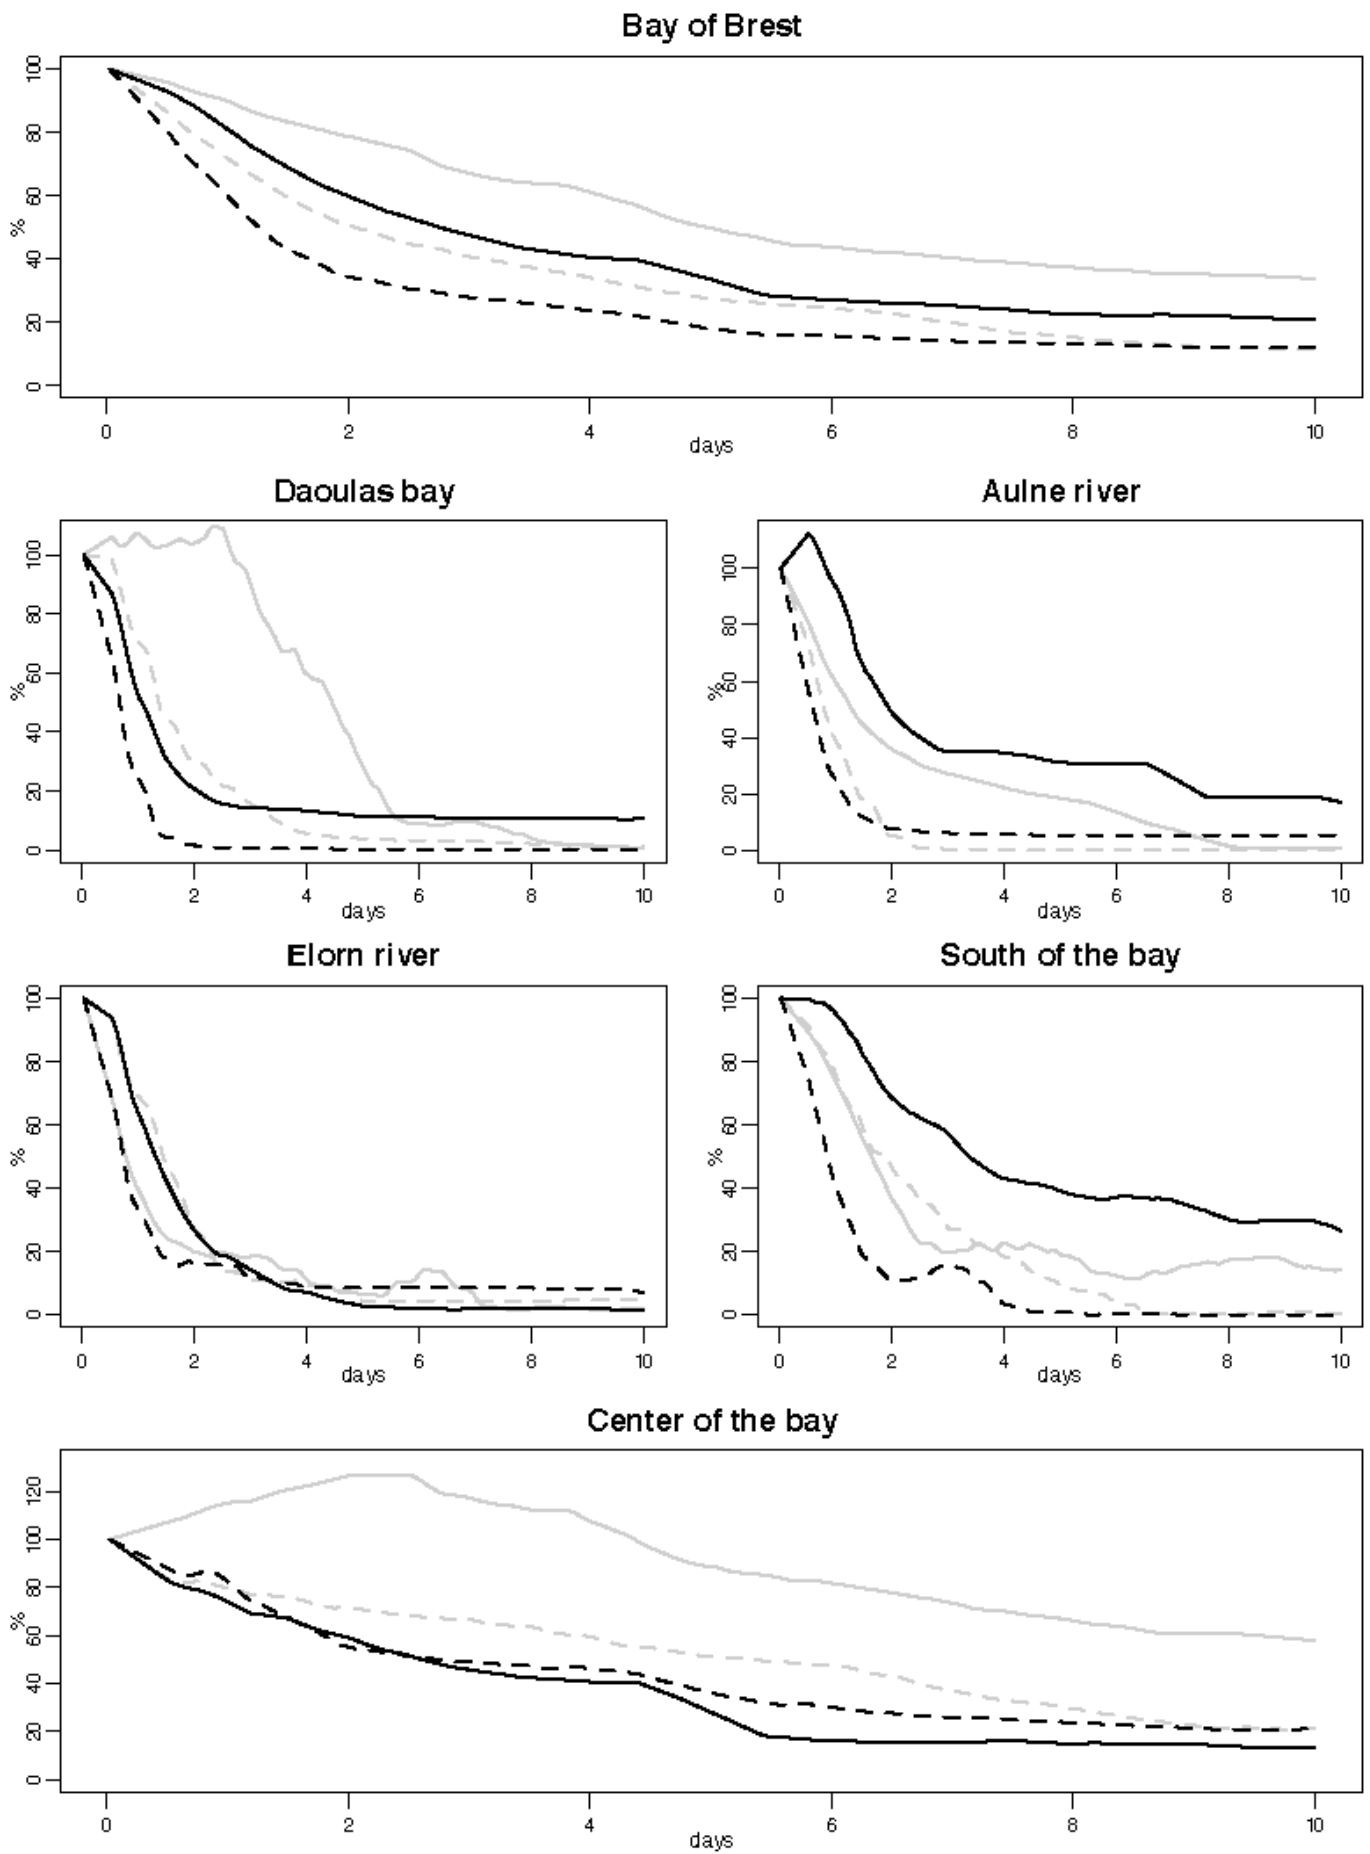 Bay of Brest
%
0 20 40 60 80 100
0 2 4 6 8 10
days
Daoulas bay
%
0 20 40 60 80 100
0 2 4 6 8 10
days
Aulne river
%
0 20 40 60 80 100
0 2 4 6 8 10
days
Elorn river
%
0 20 40 60 80 100
0 2 4 6 8 10
days
South of the bay
%
0 20 40 60 80 100
0 2 4 6 8 10
days
Center of the bay
%
0 20 40 60 80 100 120
0 2 4 6 8 10
days